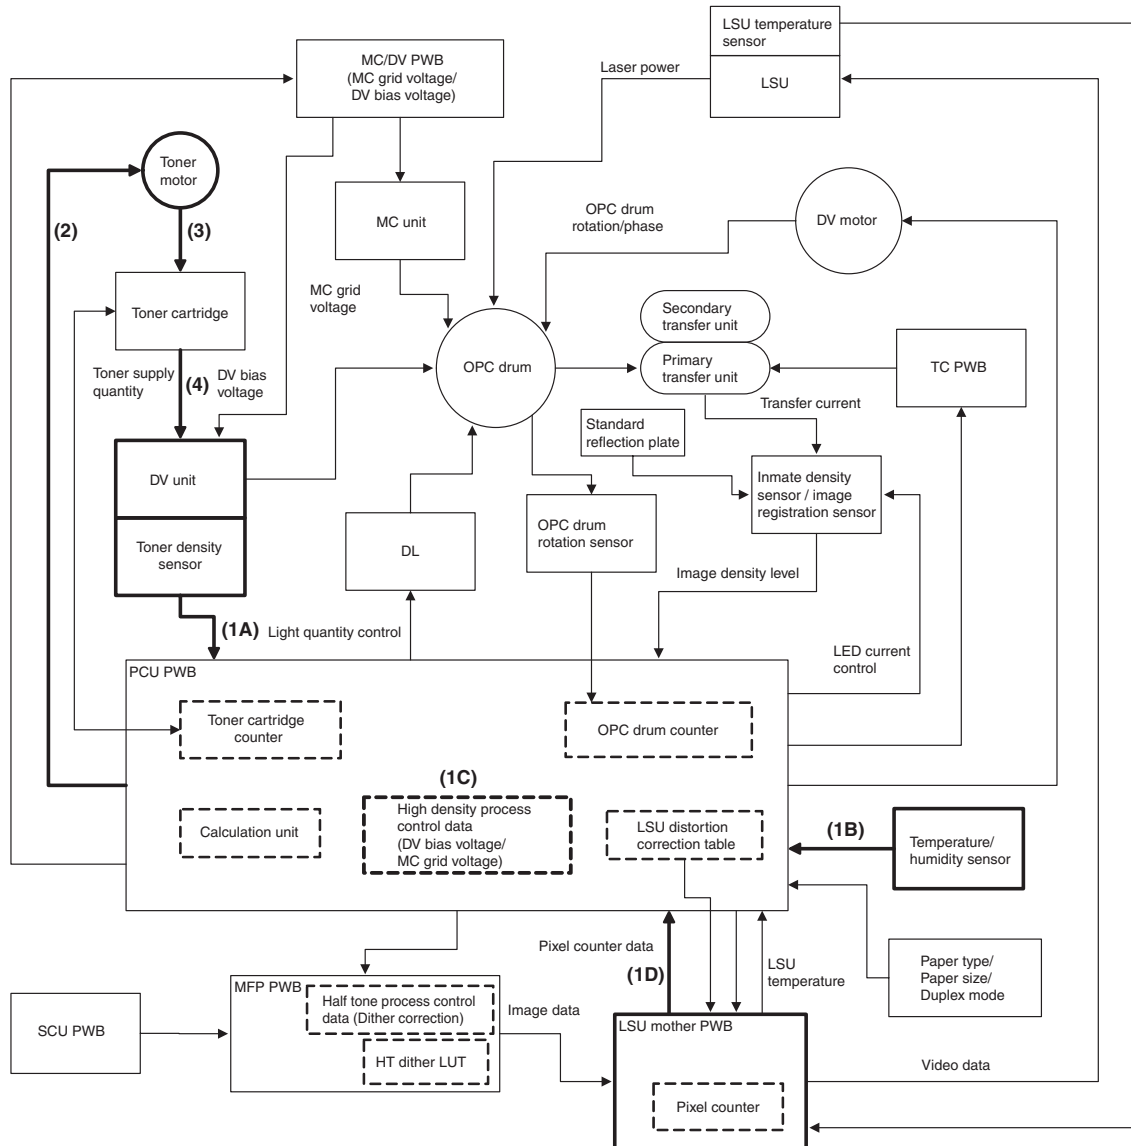 LSU temperature
sensor
LSU
Laser power
MC/DV PWB
(MC grid voltage/
DV bias voltage)
Toner
motor
(2)
(3)
MC unit
OPC drum
rotation/phase
DV motor
MC grid
voltage
Toner cartridge
Secondary
transfer unit
OPC drum
Primary
transfer unit
TC PWB
Toner supply
quantity
(4)
DV bias
voltage
Transfer current
Standard
reflection plate
DV unit
Inmate density
sensor / image
registration sensor
Toner density
sensor
DL
OPC drum
rotation sensor
Image density level
(1A)
Light quantity control
LED current
control
PCU PWB
Toner cartridge
counter
OPC drum counter
(1C)
High density process
control data
(DV bias voltage/
MC grid voltage)
Calculation unit
LSU distortion
correction table
(1B)
Temperature/
humidity sensor
Pixel counter data
(1D)
LSU
temperature
Paper type/
Paper size/
Duplex mode
MFP PWB
Half tone process control
data (Dither correction)
Image data
SCU PWB
HT dither LUT
LSU mother PWB
Video data
Pixel counter